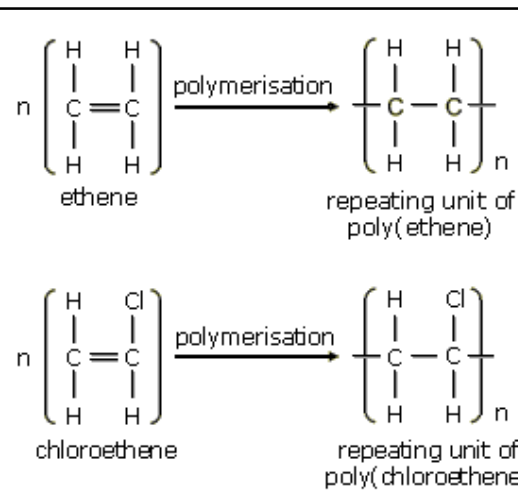 H H H H
polymerisation
n C = C C — C
H H H H n
ethene
repeating unit of
poly(ethene)
H Cl H Cl
polymerisation
n C = C C — C
H H H H n
chloroethene
repeating unit of
poly(chloroethene